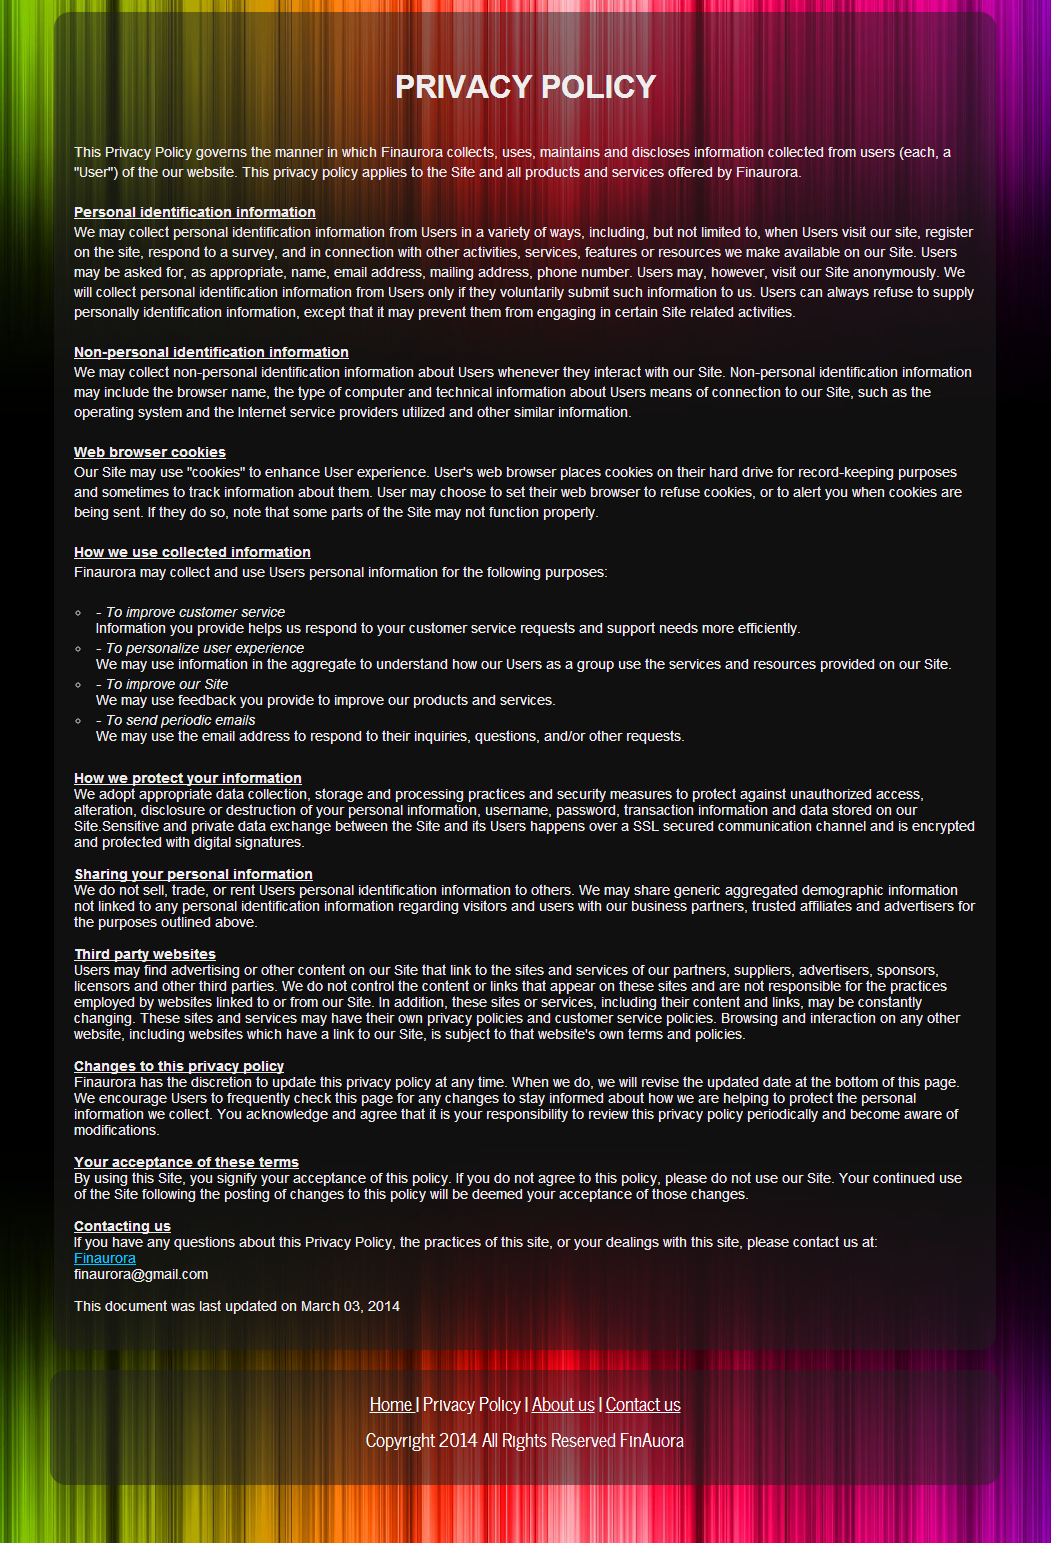 PRIVACY POLICY
This Privacy Policy governs the manner in which Finaurora collects, uses, maintains and discloses information collected from users (each, a
"User") of the our website. This privacy policy applies to the Site and all products and services offered by Finaurora.
Personal identification information
We may collect personal identification information from Users in a variety of ways, including, but not limited to, when Users visit our site, register
on the site, respond to a survey, and in connection with other activities, services, features or resources we make available on our Site. Users
may be asked for, as appropriate, name, email address, mailing address, phone number. Users may, however, visit our Site anonymously. We
will collect personal identification information from Users only if they voluntarily submit such information to us. Users can always refuse to supply
personally identification information, except that it may prevent them from engaging in certain Site related activities.
Non-personal identification information
We may collect non-personal identification information about Users whenever they interact with our Site. Non-personal identification information
may include the browser name, the type of computer and technical information about Users means of connection to our Site, such as the
operating system and the Internet service providers utilized and other similar information.
Web browser cookies
Our Site may use "cookies" to enhance User experience. User's web browser places cookies on their hard drive for record-keeping purposes
and sometimes to track information about them. User may choose to set their web browser to refuse cookies, or to alert you when cookies are
being sent. If they do so, note that some parts of the Site may not function properly.
How we use collected information
Finaurora may collect and use Users personal information for the following purposes:
- To improve customer service
Information you provide helps us respond to your customer service requests and support needs more efficiently.
- To personalize user experience
We may use information in the aggregate to understand how our Users as a group use the services and resources provided on our Site.
- To improve our Site
We may use feedback you provide to improve our products and services.
- To send periodic emails
We may use the email address to respond to their inquiries, questions, and/or other requests.
How we protect your information
We adopt appropriate data collection, storage and processing practices and security measures to protect against unauthorized access,
alteration, disclosure or destruction of your personal information, username, password, transaction information and data stored on our
Site.Sensitive and private data exchange between the Site and its Users happens over a SSL secured communication channel and is encrypted
and protected with digital signatures.
Sharing your personal information
We do not sell, trade, or rent Users personal identification information to others. We may share generic aggregated demographic information
not linked to any personal identification information regarding visitors and users with our business partners, trusted affiliates and advertisers for
the purposes outlined above.
Third party websites
Users may find advertising or other content on our Site that link to the sites and services of our partners, suppliers, advertisers, sponsors,
licensors and other third parties. We do not control the content or links that appear on these sites and are not responsible for the practices
employed by websites linked to or from our Site. In addition, these sites or services, including their content and links, may be constantly
changing. These sites and services may have their own privacy policies and customer service policies. Browsing and interaction on any other
website, including websites which have a link to our Site, is subject to that website's own terms and policies.
Changes to this privacy policy
Finaurora has the discretion to update this privacy policy at any time. When we do, we will revise the updated date at the bottom of this page.
We encourage Users to frequently check this page for any changes to stay informed about how we are helping to protect the personal
information we collect. You acknowledge and agree that it is your responsibility to review this privacy policy periodically and become aware of
modifications.
Your acceptance of these terms
By using this Site, you signify your acceptance of this policy. If you do not agree to this policy, please do not use our Site. Your continued use
of the Site following the posting of changes to this policy will be deemed your acceptance of those changes.
Contacting us
If you have any questions about this Privacy Policy, the practices of this site, or your dealings with this site, please contact us at:
Finaurora
finaurora@gmail.com
This document was last updated on March 03, 2014
Home | Privacy Policy | About us | Contact us
Copyright 2014 All Rights Reserved FinAuora